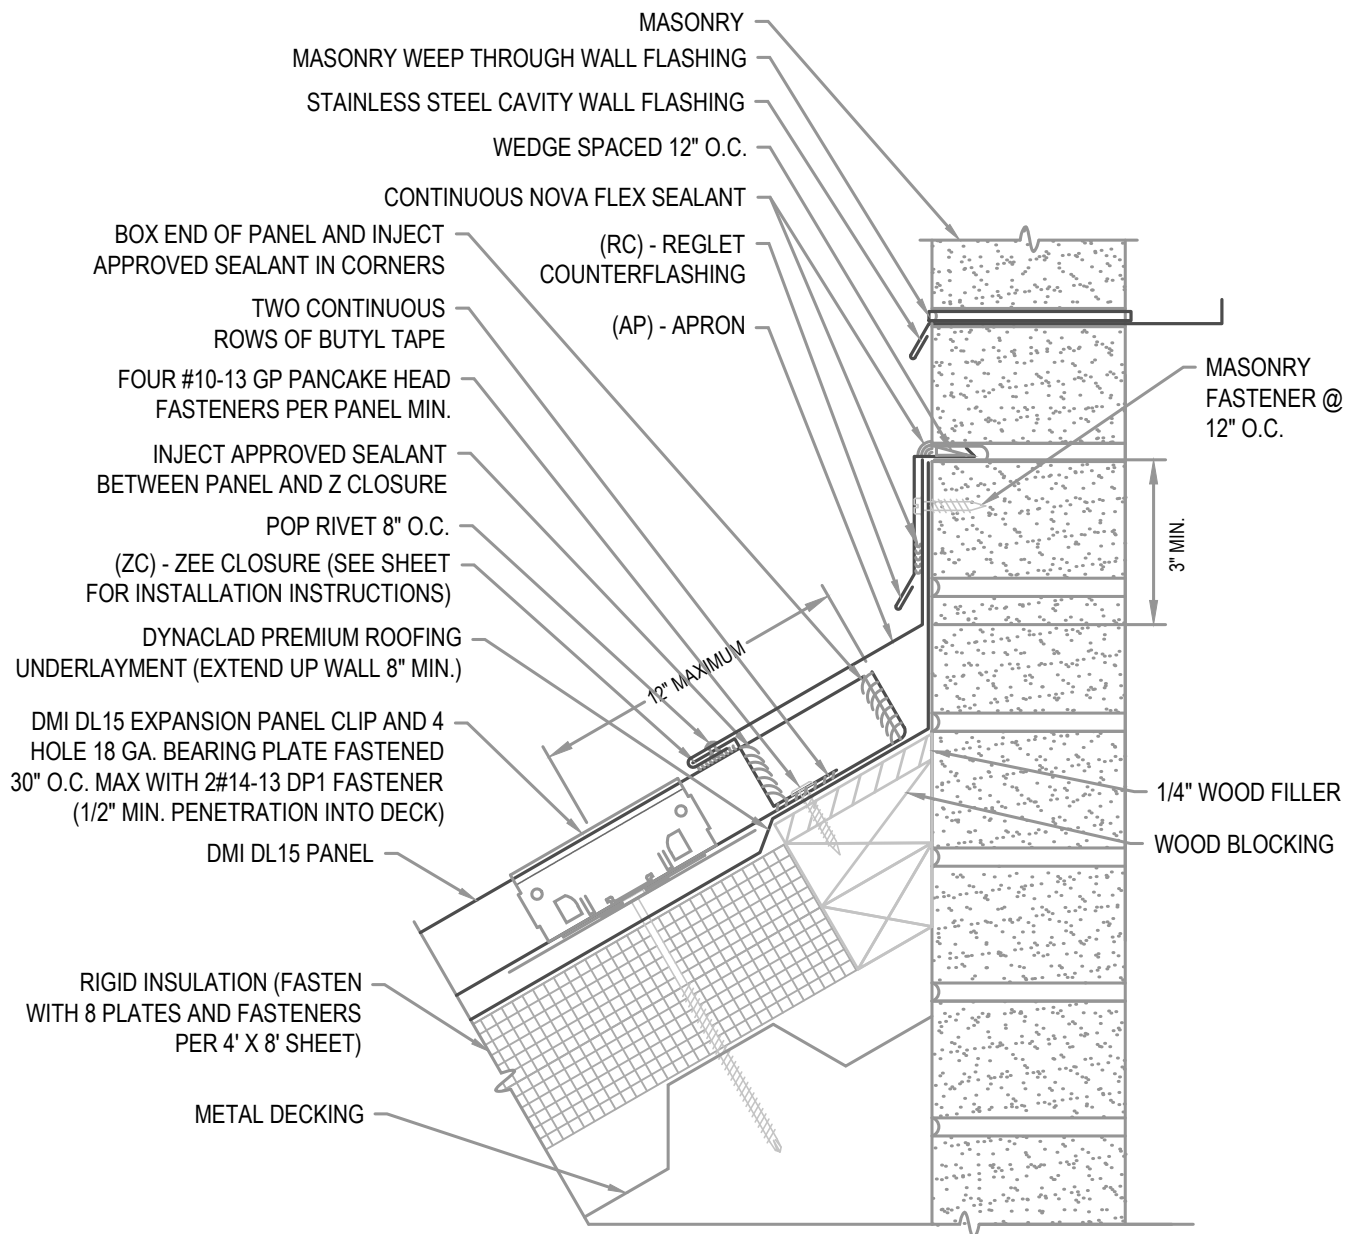 MASONRY
MASONRY WEEP THROUGH WALL FLASHING
STAINLESS STEEL CAVITY WALL FLASHING
WEDGE SPACED 12" O.C.
CONTINUOUS NOVA FLEX SEALANT
(RC) - REGLET
COUNTERFLASHING
(AP) - APRON
BOX END OF PANEL AND INJECT
APPROVED SEALANT IN CORNERS
TWO CONTINUOUS
ROWS OF BUTYL TAPE
FOUR #10-13 GP PANCAKE HEAD
FASTENERS PER PANEL MIN.
INJECT APPROVED SEALANT
BETWEEN PANEL AND Z CLOSURE
POP RIVET 8" O.C.
(ZC) - ZEE CLOSURE (SEE SHEET
FOR INSTALLATION INSTRUCTIONS)
DYNACLAD PREMIUM ROOFING
UNDERLAYMENT (EXTEND UP WALL 8" MIN.)
DMI DL15 EXPANSION PANEL CLIP AND 4
HOLE 18 GA. BEARING PLATE FASTENED
30" O.C. MAX WITH 2#14-13 DP1 FASTENER
(1/2" MIN. PENETRATION INTO DECK)
DMI DL15 PANEL
RIGID INSULATION (FASTEN
WITH 8 PLATES AND FASTENERS
PER 4' X 8' SHEET)
METAL DECKING
12" MAXIMUM
MASONRY
FASTENER @
12" O.C.
3" MIN.
1/4" WOOD FILLER
WOOD BLOCKING